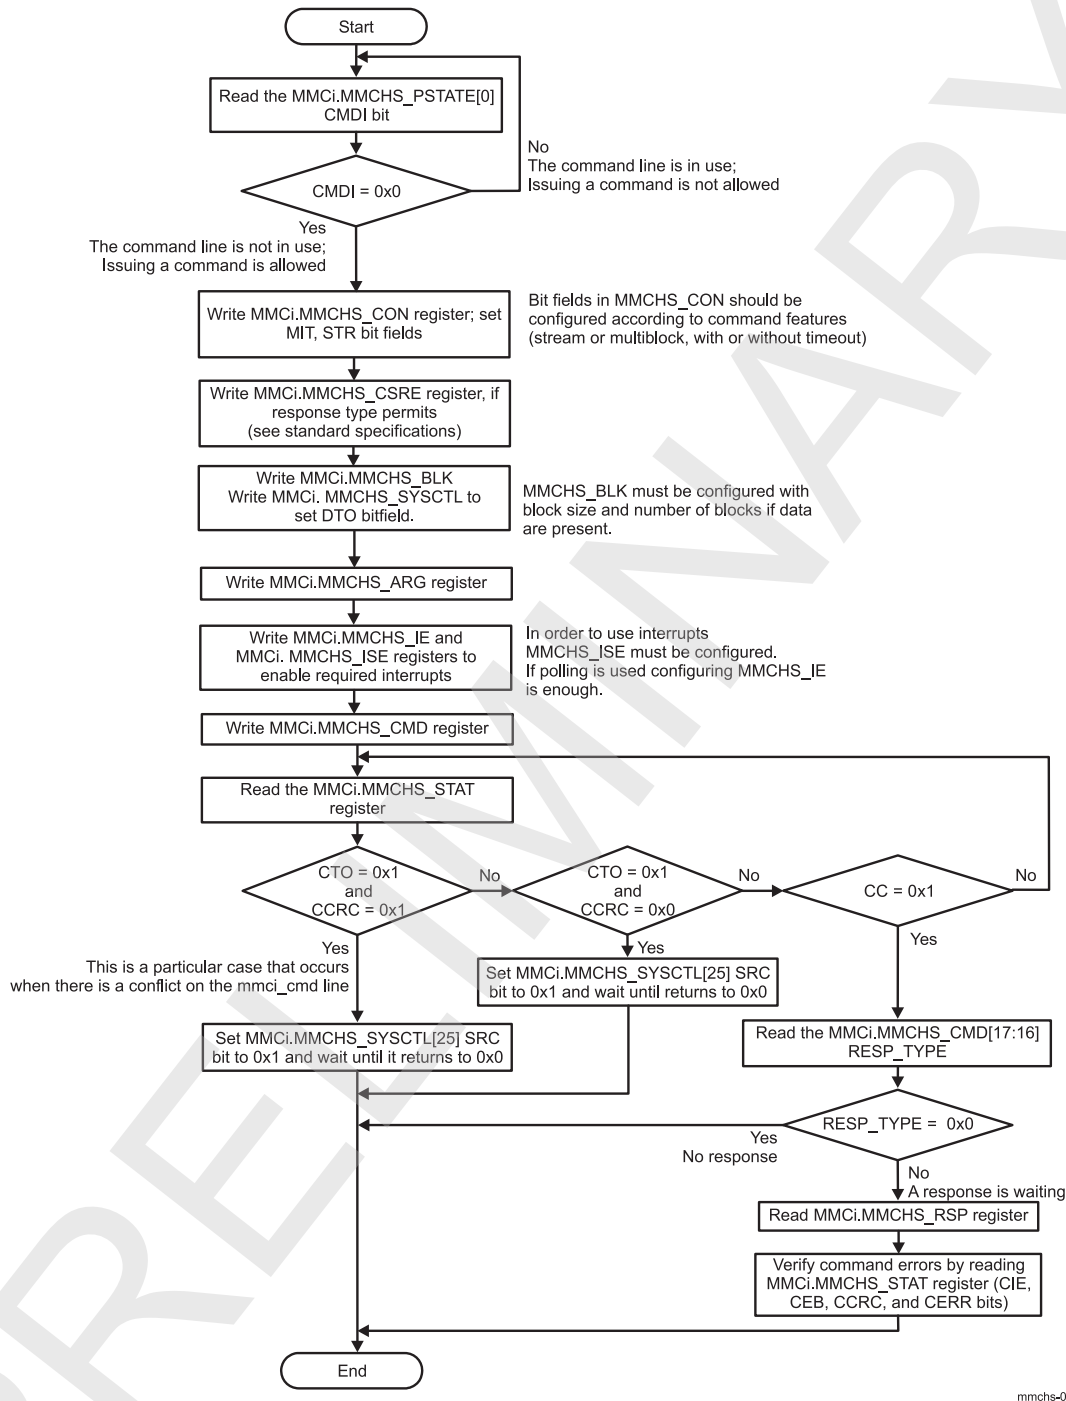 Start
Read the MMCi.MMCHS_PSTATE[0]
CMDI bit
No
The command line is in use;
Issuing a command is not allowed
CMDI = 0x0
Yes
The command line is not in use;
Issuing a command is allowed
Write MMCi.MMCHS_CON register; set
MIT, STR bit fields
Bit fields in MMCHS_CON should be
configured according to command features
(stream or multiblock, with or without timeout)
Write MMCi.MMCHS_CSRE register, if
response type permits
(see standard specifications)
Write MMCi.MMCHS_BLK
Write MMCi. MMCHS_SYSCTL to
set DTO bitfield.
MMCHS_BLK must be configured with
block size and number of blocks if data
are present.
Write MMCi.MMCHS_ARG register
Write MMCi.MMCHS_IE and
MMCi. MMCHS_ISE registers to
enable required interrupts
In order to use interrupts
MMCHS_ISE must be configured.
If polling is used configuring MMCHS_IE
is enough.
Write MMCi.MMCHS_CMD register
Read the MMCi.MMCHS_STAT
register
CTO = 0x1
and
CCRC = 0x1
No
CTO = 0x1
and
CCRC = 0x0
No
CC = 0x1
No
Yes
This is a particular case that occurs
when there is a conflict on the mmci_cmd line
Yes
Set MMCi.MMCHS_SYSCTL[25] SRC
bit to 0x1 and wait until returns to 0x0
Yes
Set MMCi.MMCHS_SYSCTL[25] SRC
bit to 0x1 and wait until it returns to 0x0
Read the MMCi.MMCHS_CMD[17:16]
RESP_TYPE
RESP_TYPE = 0x0
Yes
No response
No
A response is waiting
Read MMCi.MMCHS_RSP register
Verify command errors by reading
MMCi.MMCHS_STAT register (CIE,
CEB, CCRC, and CERR bits)
End
mmchs-0
PRELIMINARY